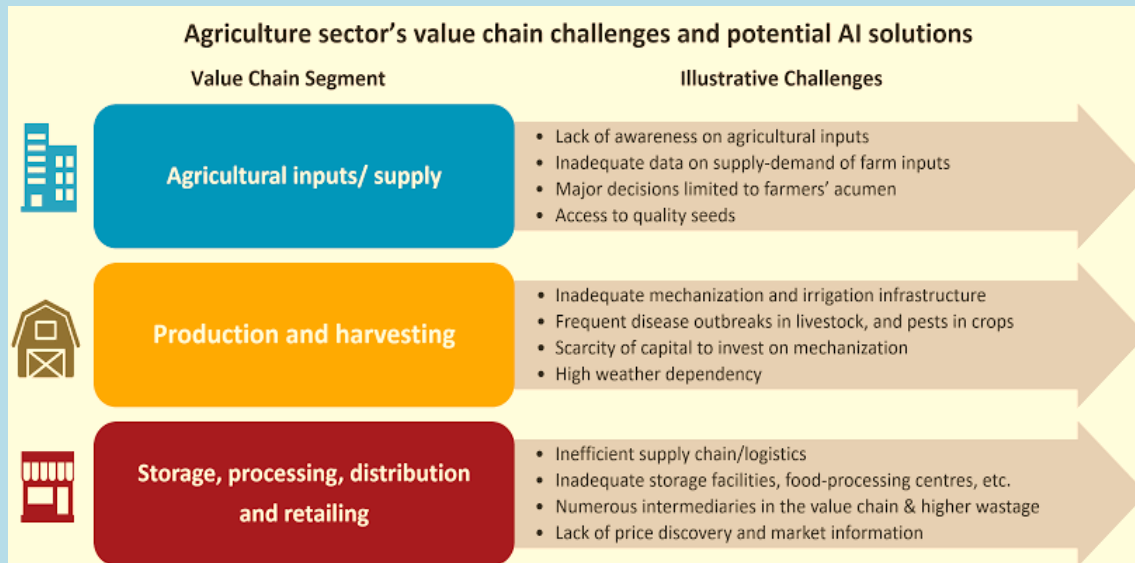 Agriculture sector's value chain challenges and potential AI solutions
Value Chain Segment
Illustrative Challenges
Agricultural inputs/ supply
• Lack of awareness on agricultural inputs
• Inadequate data on supply-demand of farm inputs
• Major decisions limited to farmers' acumen
• Access to quality seeds
Production and harvesting
• Inadequate mechanization and irrigation infrastructure
• Frequent disease outbreaks in livestock, and pests in crops
• Scarcity of capital to invest on mechanization
• High weather dependency
Storage, processing, distribution
and retailing
• Inefficient supply chain/logistics
• Inadequate storage facilities, food-processing centres, etc.
• Numerous intermediaries in the value chain & higher wastage
• Lack of price discovery and market information